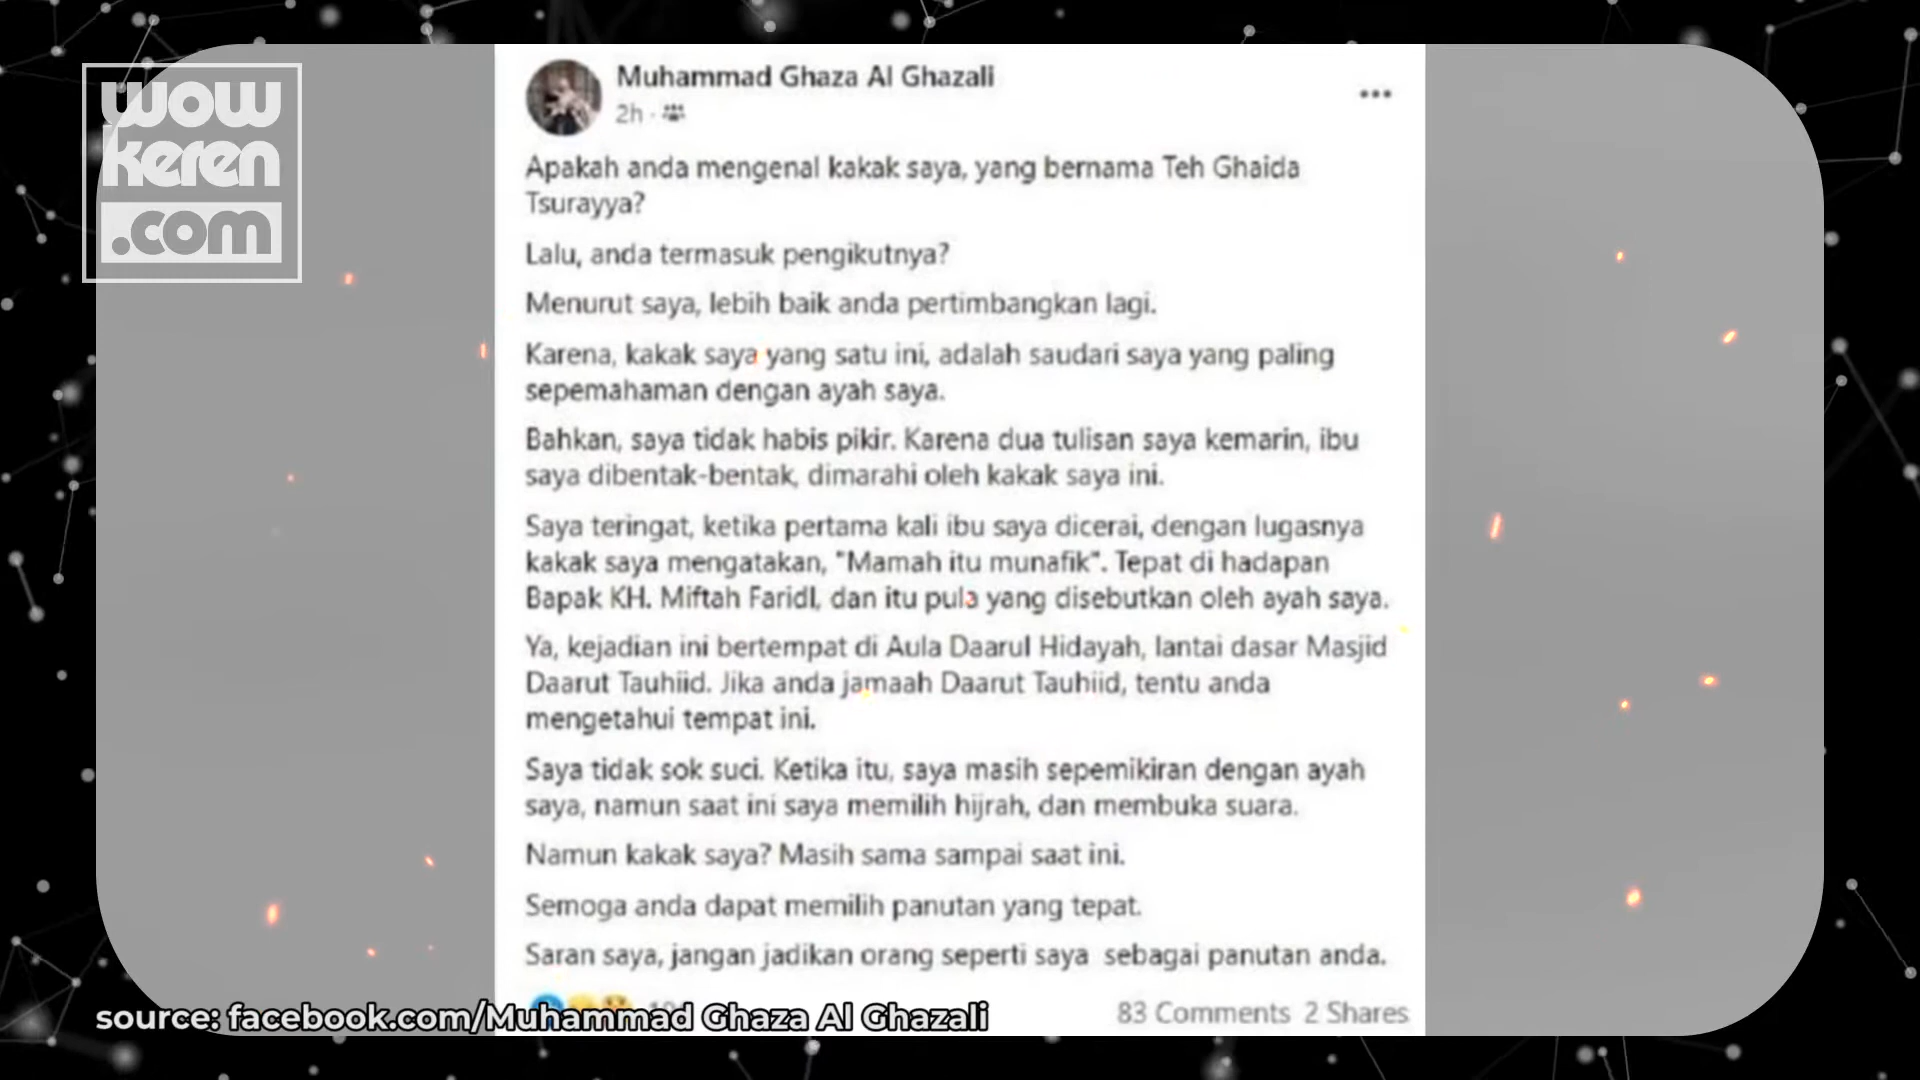 wow
keren
.com
Muhammad Ghaza Al Ghazali
2h ·
Apakah anda mengenal kakak saya, yang bernama Teh Ghaida
Tsurayya?
Lalu, anda termasuk pengikutnya?
Menurut saya, lebih baik anda pertimbangkan lagi.
Karena, kakak saya yang satu ini, adalah saudari saya yang paling
sepemahaman dengan ayah saya.
Bahkan, saya tidak habis pikir. Karena dua tulisan saya kemarin, ibu
saya dibentak-bentak, dimarahi oleh kakak saya ini.
Saya teringat, ketika pertama kali ibu saya dicerai, dengan lugasnya
kakak saya mengatakan, "Mamah itu munafik". Tepat di hadapan
Bapak KH. Miftah Faridl, dan itu pula yang disebutkan oleh ayah saya.
Ya, kejadian ini bertempat di Aula Daarul Hidayah, lantai dasar Masjid
Daarut Tauhiid. Jika anda jamaah Daarut Tauhiid, tentu anda
mengetahui tempat ini.
Saya tidak sok suci. Ketika itu, saya masih sepemikiran dengan ayah
saya, namun saat ini saya memilih hijrah, dan membuka suara.
Namun kakak saya? Masih sama sampai saat ini.
Semoga anda dapat memilih panutan yang tepat.
Saran saya, jangan jadikan orang seperti saya sebagai panutan anda.
83 Comments 2 Shares
source: facebook.com/Muhammad Ghaza Al Ghazali